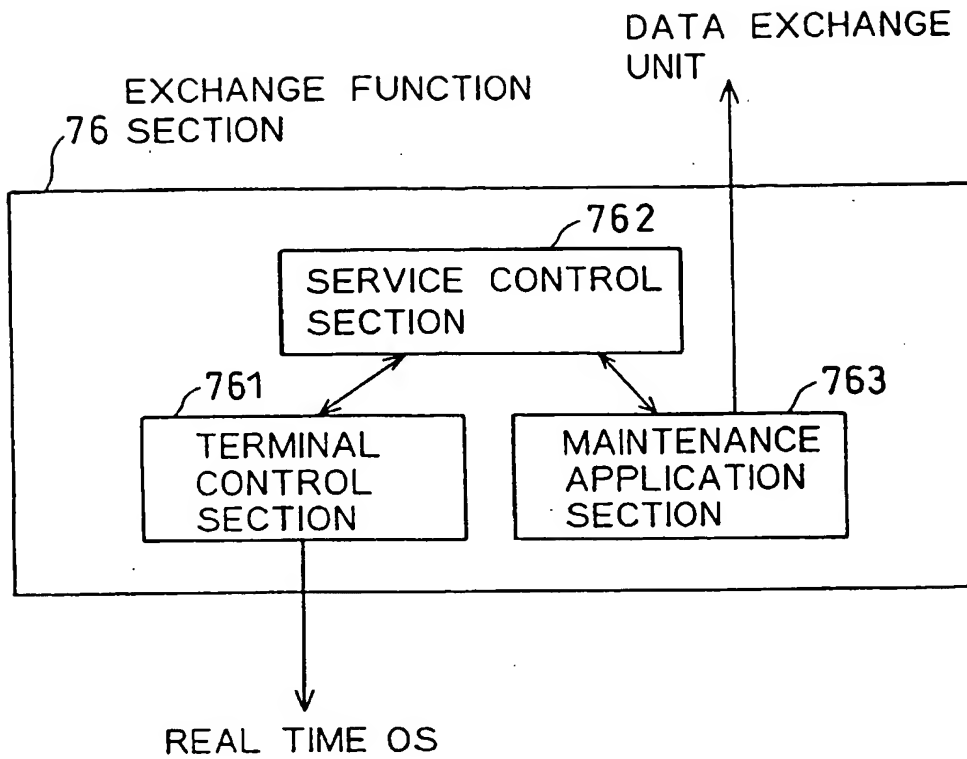 DATA EXCHANGE
UNIT
EXCHANGE FUNCTION
76 SECTION
762
SERVICE CONTROL
SECTION
761
TERMINAL
CONTROL
SECTION
763
MAINTENANCE
APPLICATION
SECTION
REAL TIME OS